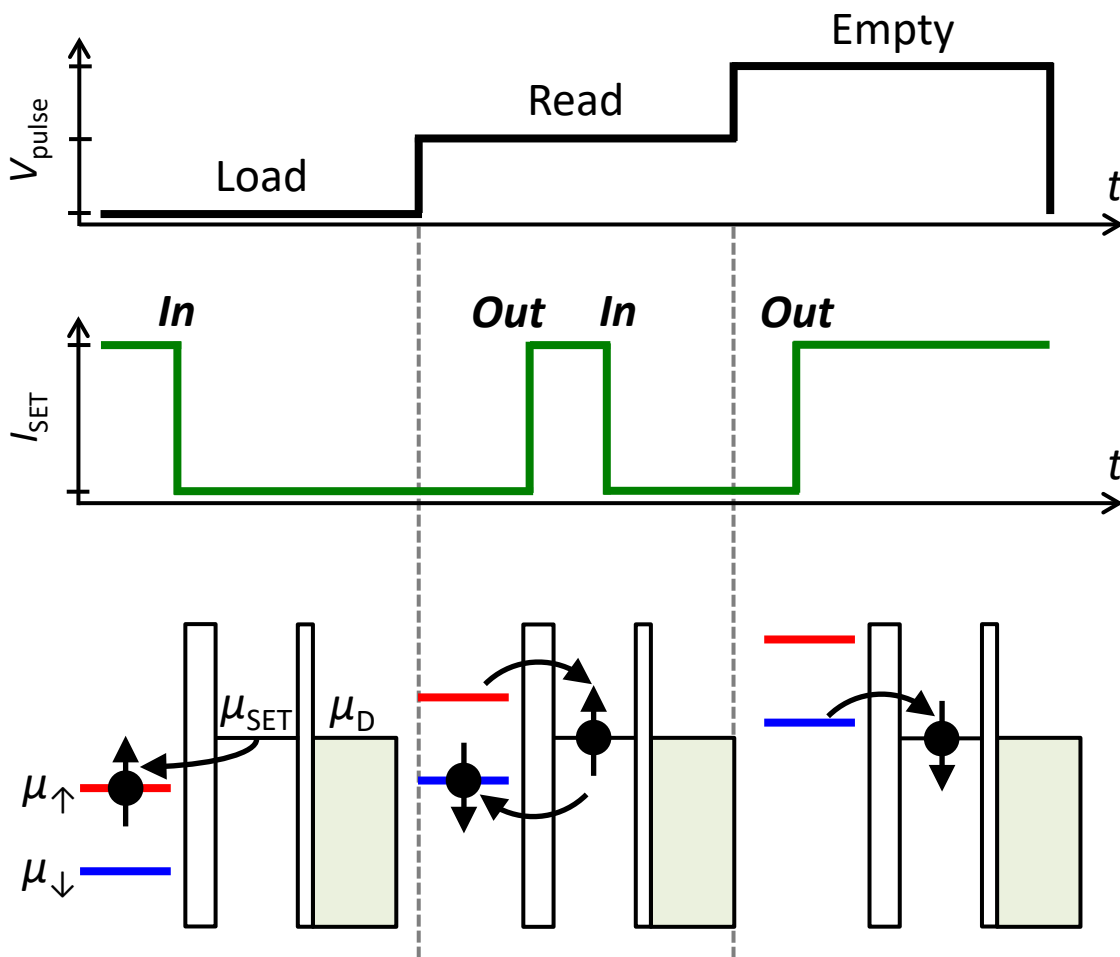 Empty
Read
Load
V_pulse
t
In Out In Out
I_SET
t
μ_SET μ_D
μ_↑
μ_↓